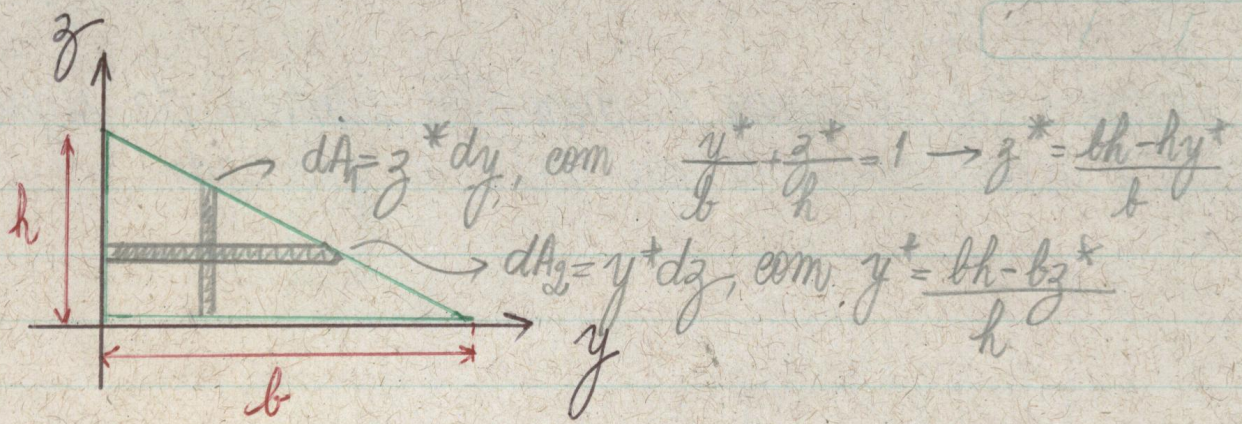 z
dA₁ = z* dy, com y*/b + z*/h = 1 → z* = (bh - hy*)/b
h
dA₂ = y* dz, com y* = (bh - bz*)/h
y
b